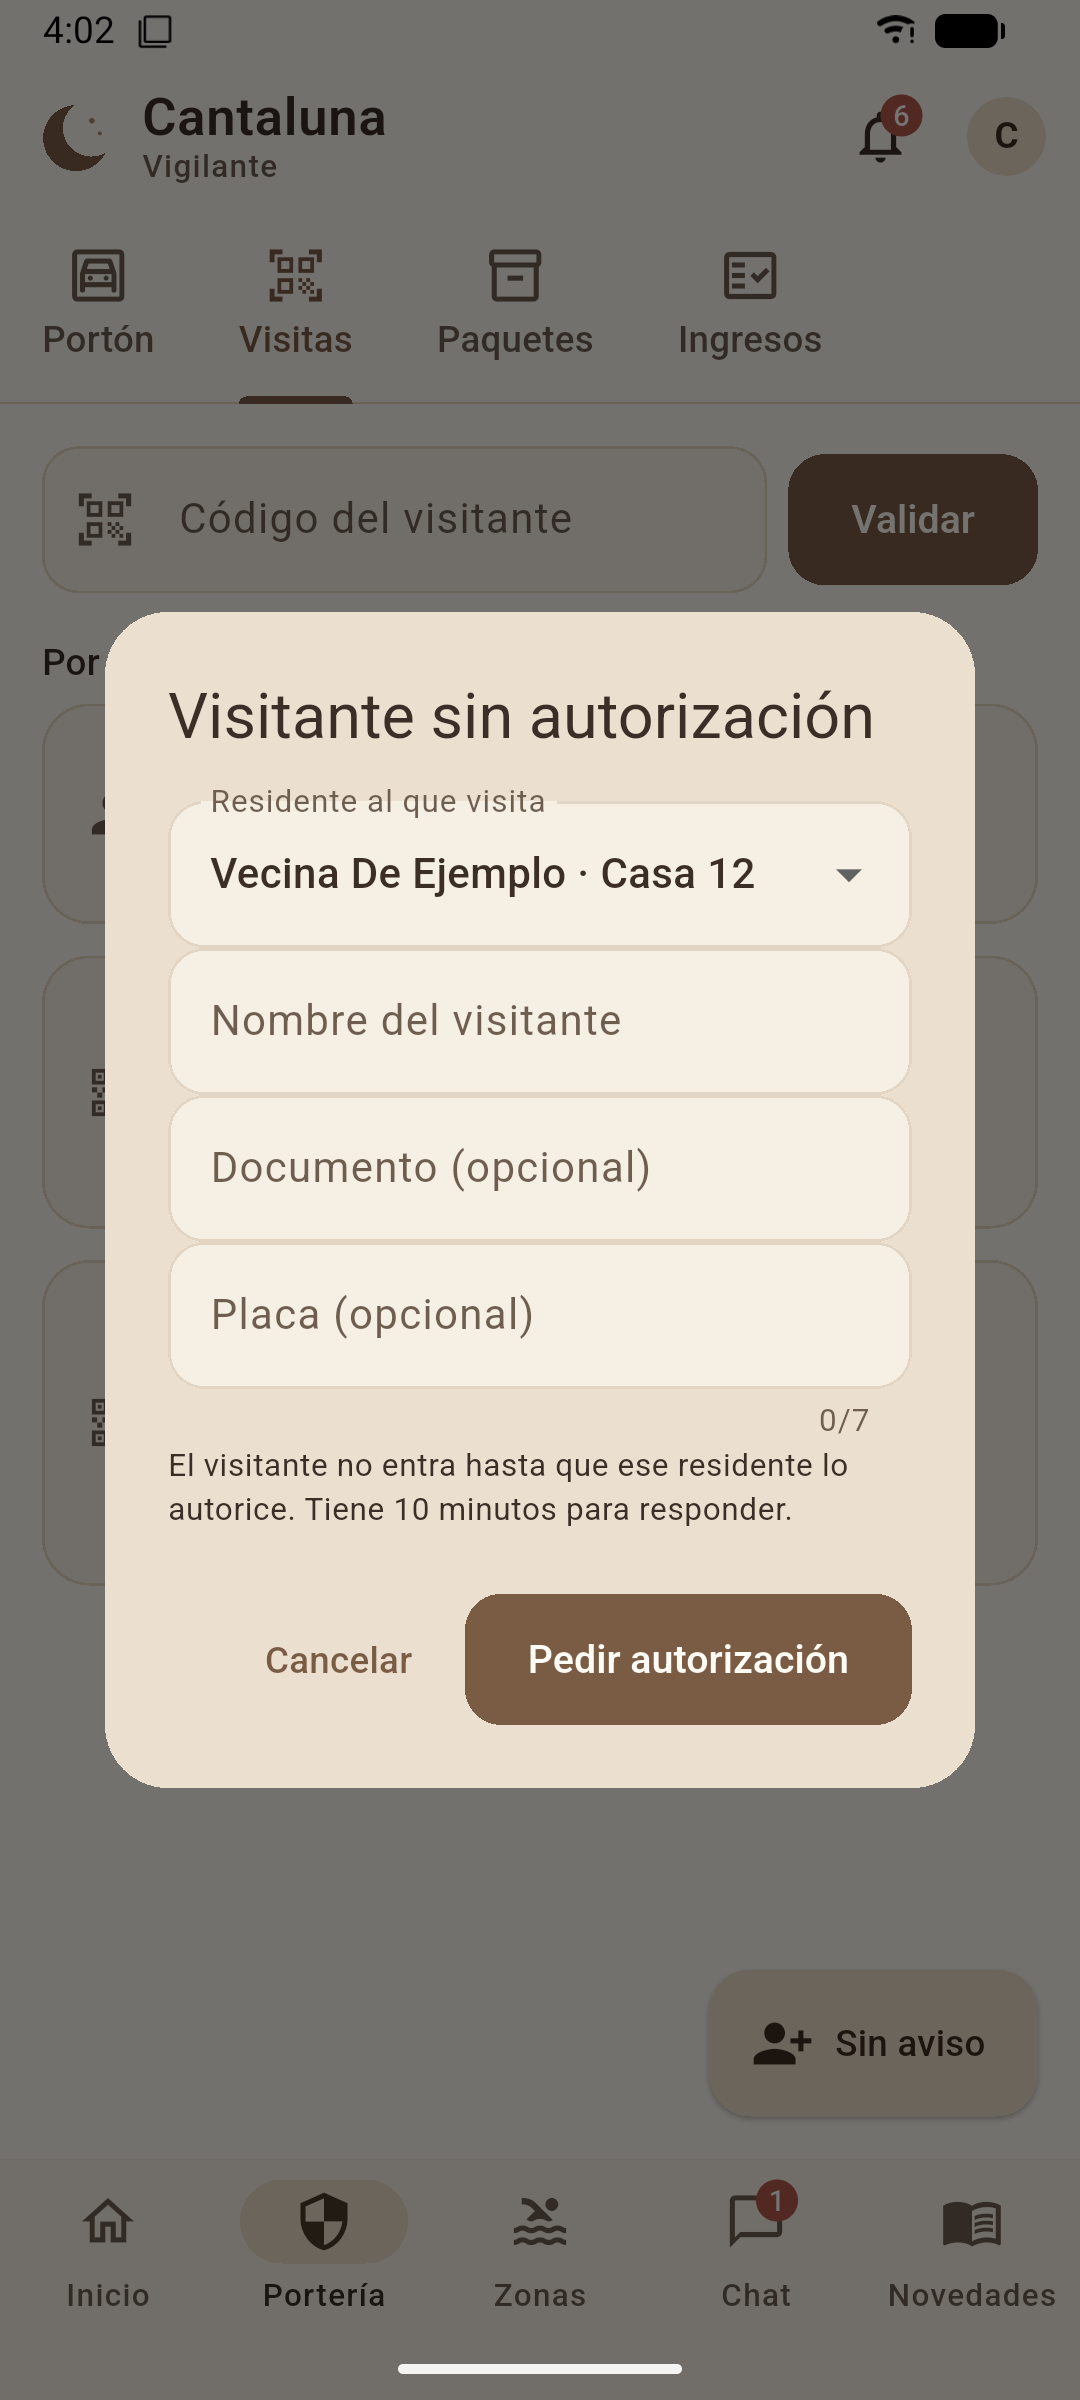 4:02
Cantaluna
6
C
Vigilante
Portón
Visitas
Paquetes
Ingresos
Código del visitante
Validar
Por
Visitante sin autorización
Residente al que visita
Vecina De Ejemplo · Casa 12
Nombre del visitante
Documento (opcional)
Placa (opcional)
0/7
El visitante no entra hasta que ese residente lo
autorice. Tiene 10 minutos para responder.
Cancelar
Pedir autorización
Sin aviso
1
Inicio
Portería
Zonas
Chat
Novedades